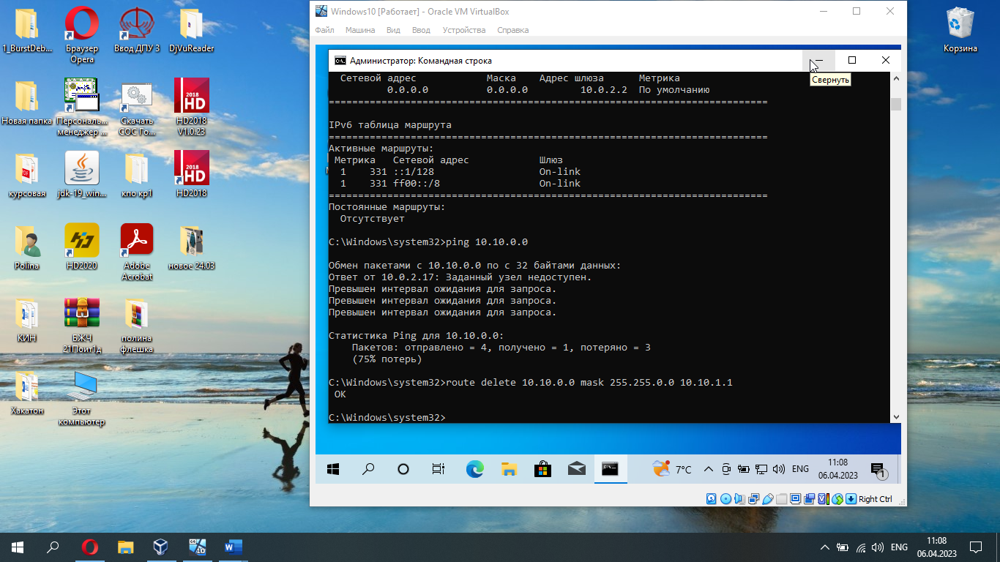 1_BurstDeb...
Браузер
Opera
Ввод ДПУ 3
DjVuReader
Новая папка
Персональ...
менеджер ...
Скачать
СОС Го...
2018
HD
HD2018
V1.0.23
курсовая
jdk-19_win...
кпо кр1
2018
HD
HD2018
Polina
HD2020
Adobe
Acrobat
новое 24.03
КИН
БЖЧ
21Поит1д
полина
флешка
Хакатон
Этот
компьютер
Корзина
Windows10 [Работает] - Oracle VM VirtualBox
Файл Машина Вид Ввод Устройства Справка
Администратор: Командная строка
Свернуть
Сетевой адрес Маска Адрес шлюза Метрика
0.0.0.0 0.0.0.0 10.0.2.2 По умолчанию
===========================================================================
IPv6 таблица маршрута
===========================================================================
Активные маршруты:
Метрика Сетевой адрес Шлюз
1 331 ::1/128 On-link
1 331 ff00::/8 On-link
===========================================================================
Постоянные маршруты:
Отсутствует
C:\Windows\system32>ping 10.10.0.0
Обмен пакетами с 10.10.0.0 по с 32 байтами данных:
Ответ от 10.0.2.17: Заданный узел недоступен.
Превышен интервал ожидания для запроса.
Превышен интервал ожидания для запроса.
Превышен интервал ожидания для запроса.
Статистика Ping для 10.10.0.0:
Пакетов: отправлено = 4, получено = 1, потеряно = 3
(75% потерь)
C:\Windows\system32>route delete 10.10.0.0 mask 255.255.0.0 10.10.1.1
OK
C:\Windows\system32>
7°C ENG 11:08
06.04.2023
1
Right Ctrl
ENG 11:08
06.04.2023